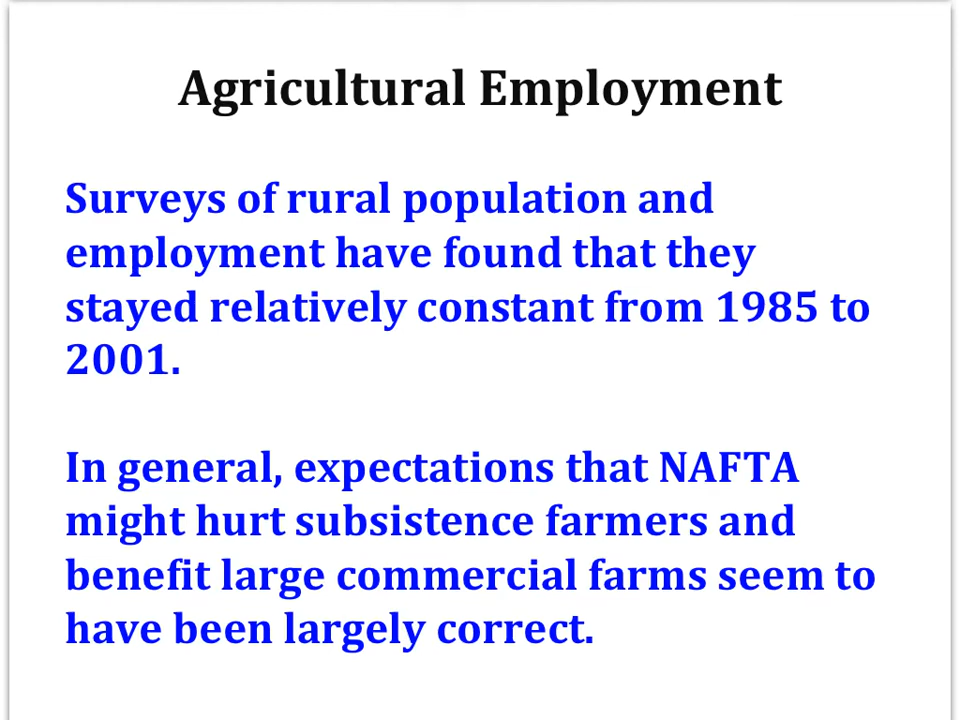 Agricultural Employment
Surveys of rural population and
employment have found that they
stayed relatively constant from 1985 to
2001.
In general, expectations that NAFTA
might hurt subsistence farmers and
benefit large commercial farms seem to
have been largely correct.